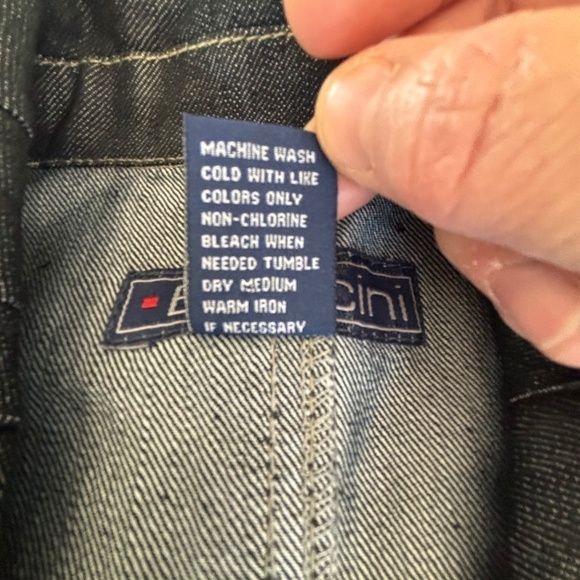 MACHINE WASH
COLD WITH LIKE
COLORS ONLY
NON-CHLORINE
BLEACH WHEN
NEEDED TUMBLE
DRY MEDIUM
WARM IRON
IF NECESSARY